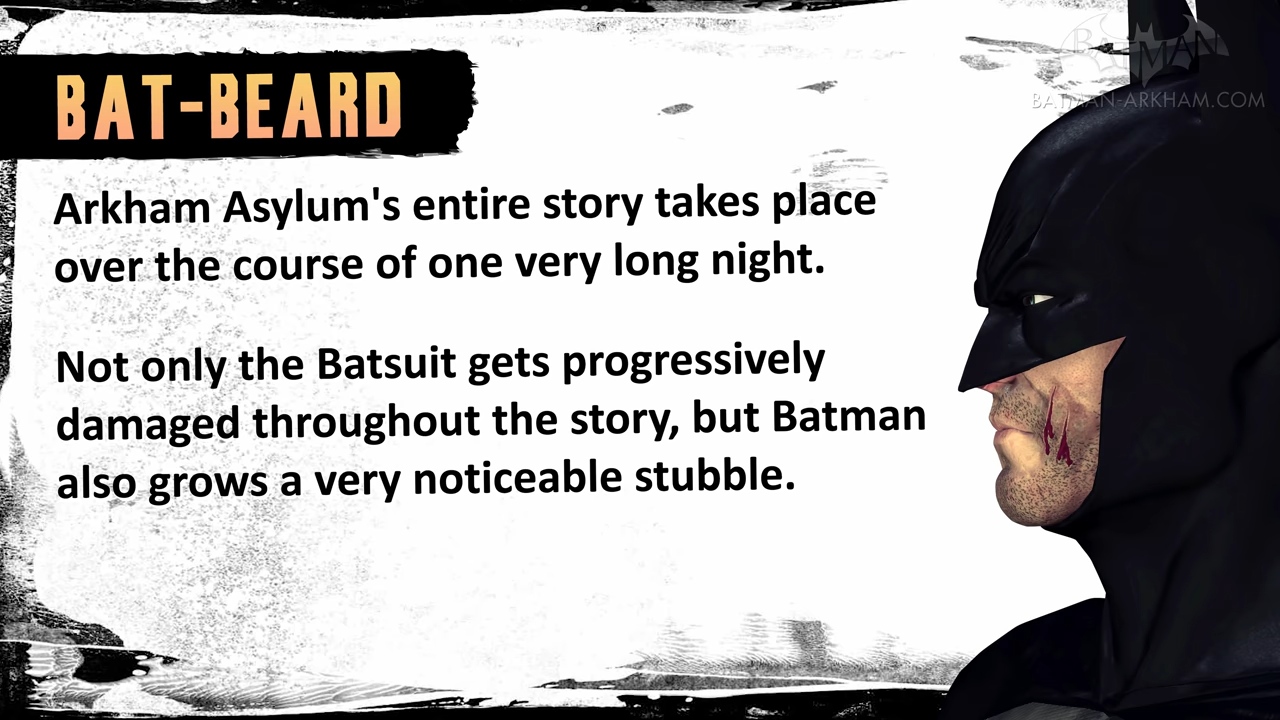 BATMAN
BATMAN-ARKHAM.COM
BAT-BEARD
Arkham Asylum's entire story takes place
over the course of one very long night.
Not only the Batsuit gets progressively
damaged throughout the story, but Batman
also grows a very noticeable stubble.